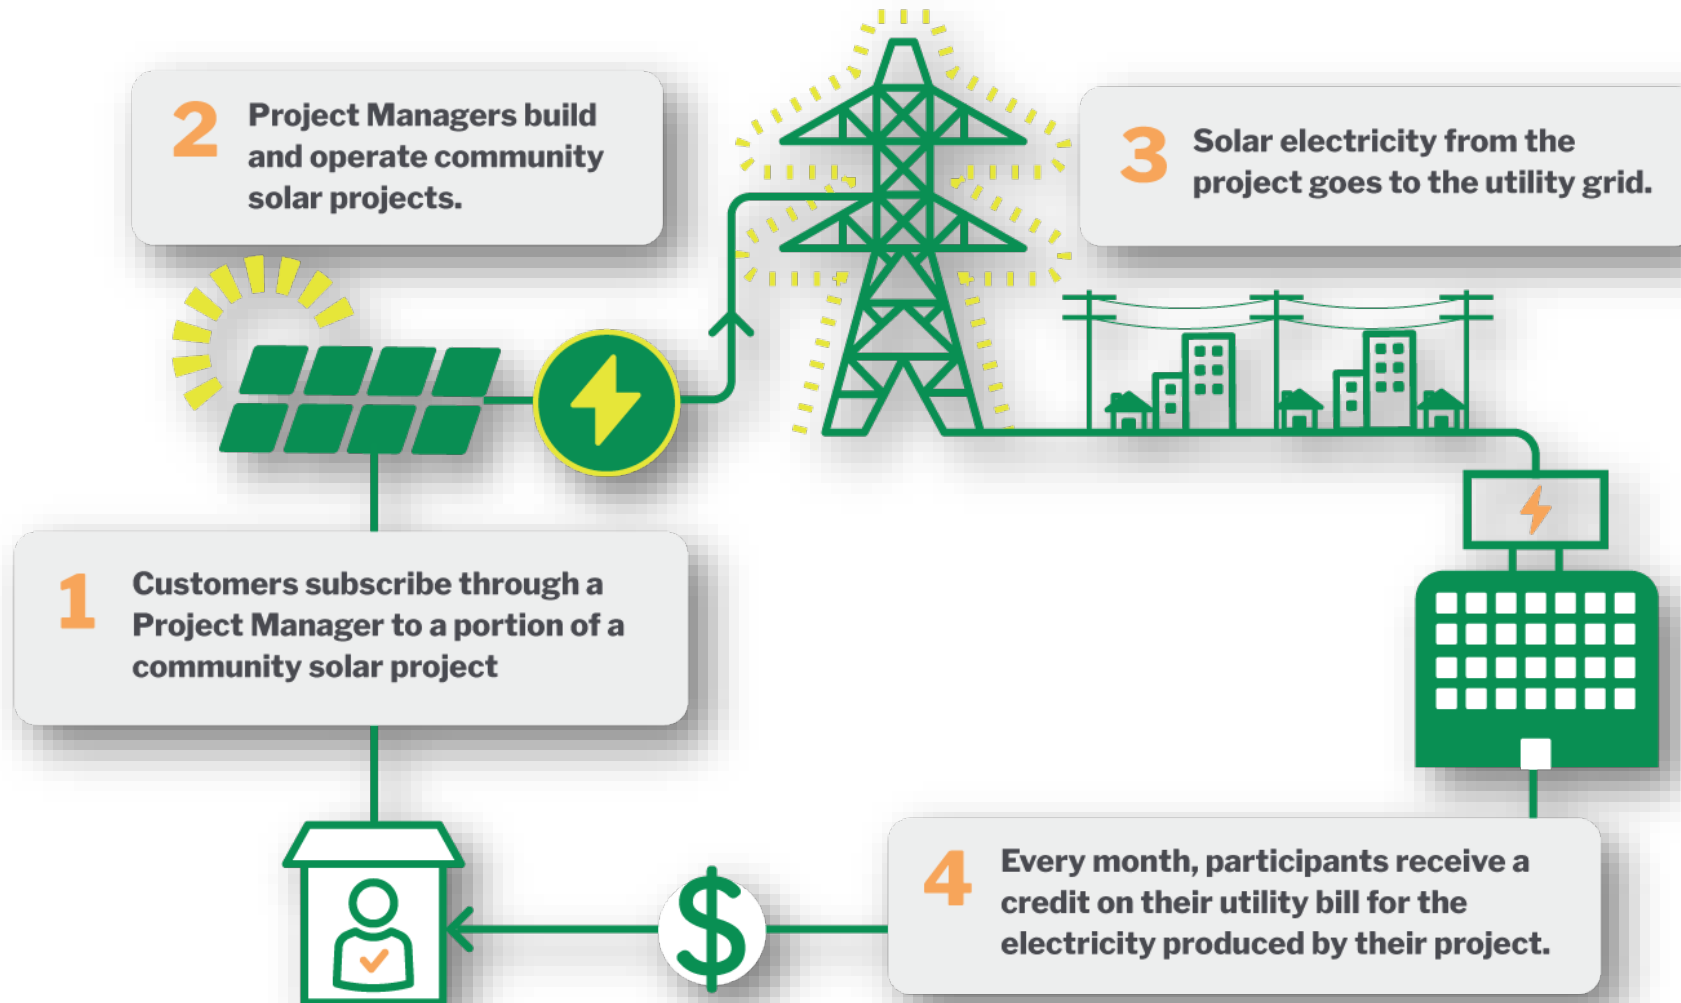 1
Customers subscribe through a
Project Manager to a portion of a
community solar project
2
Project Managers build
and operate community
solar projects.
3
Solar electricity from the
project goes to the utility grid.
4
Every month, participants receive a
credit on their utility bill for the
electricity produced by their project.
$